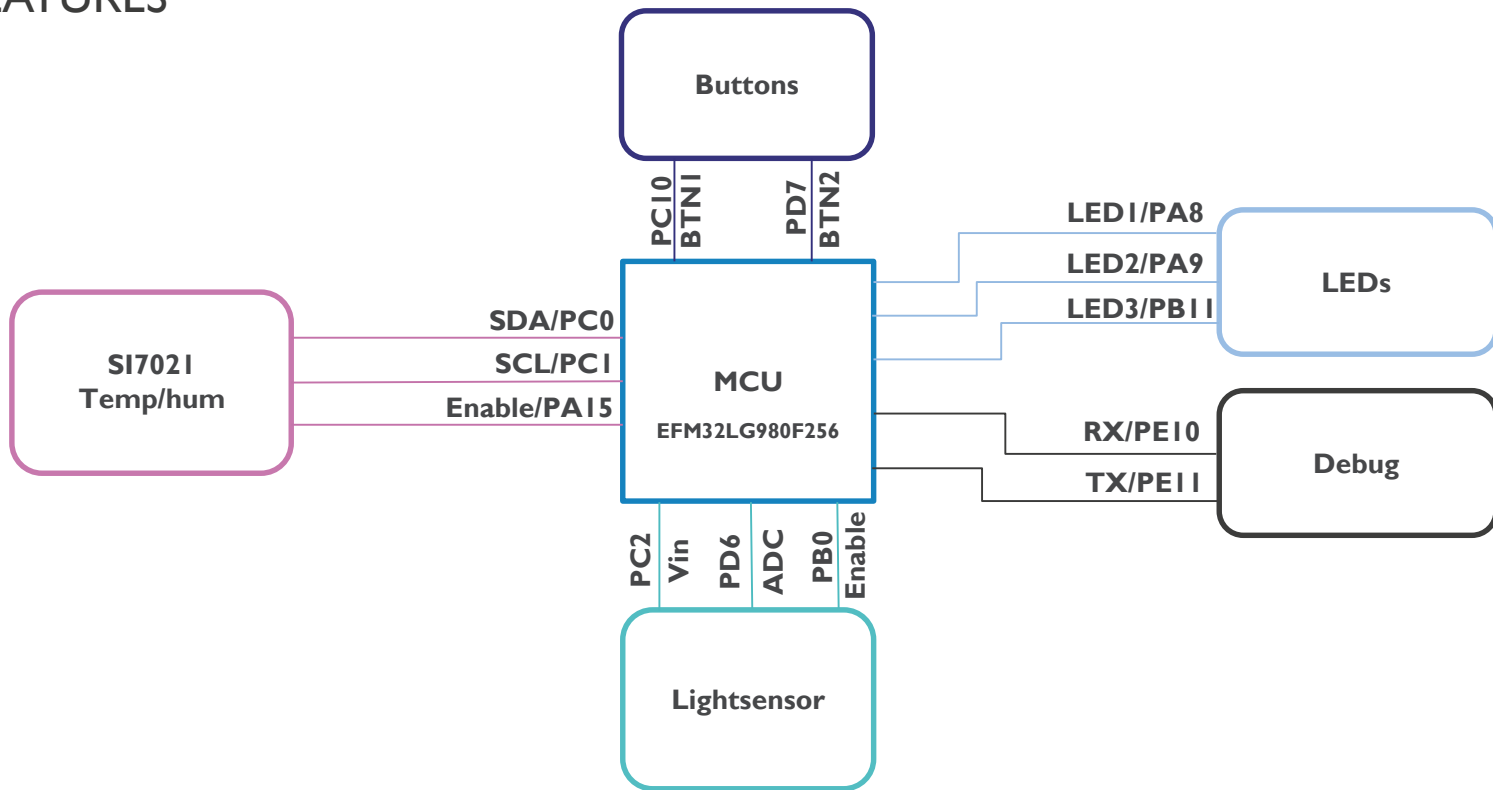 Buttons
PC10
BTN1
PD7
BTN2
LED1/PA8
LED2/PA9
LED3/PB11
LEDs
SDA/PC0
SCL/PC1
Enable/PA15
SI7021
Temp/hum
MCU
EFM32LG980F256
RX/PE10
TX/PE11
Debug
PC2
Vin
PD6
ADC
PB0
Enable
Lightsensor